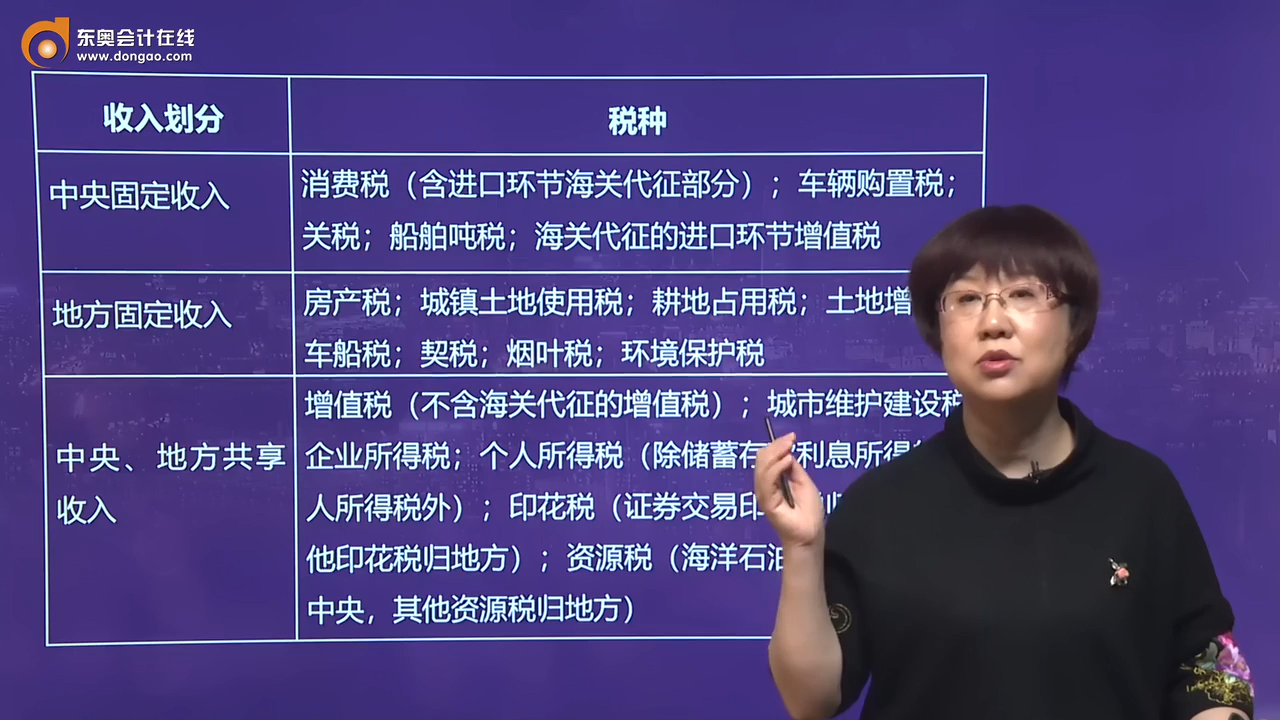 东奥会计在线
www.dongao.com
收入划分
税种
中央固定收入
消费税（含进口环节海关代征部分）；车辆购置税；
关税；船舶吨税；海关代征的进口环节增值税
地方固定收入
房产税；城镇土地使用税；耕地占用税；土地增
车船税；契税；烟叶税；环境保护税
中央、地方共享
收入
增值税（不含海关代征的增值税）；城市维护建设税
企业所得税；个人所得税（除储蓄存 利息所得
人所得税外）；印花税（证券交易印
他印花税归地方）；资源税（海洋石油
中央，其他资源税归地方）